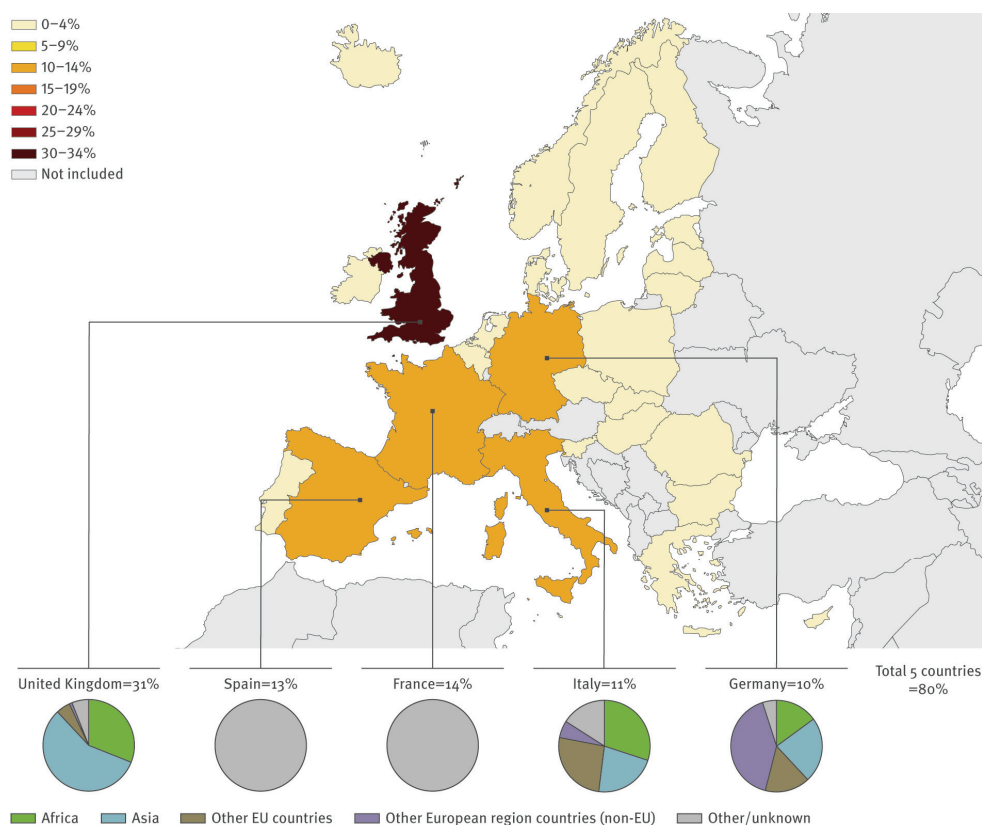 0–4%
5–9%
10–14%
15–19%
20–24%
25–29%
30–34%
Not included
United Kingdom=31%
Spain=13%
France=14%
Italy=11%
Germany=10%
Total 5 countries
=80%
Africa
Asia
Other EU countries
Other European region countries (non-EU)
Other/unknown